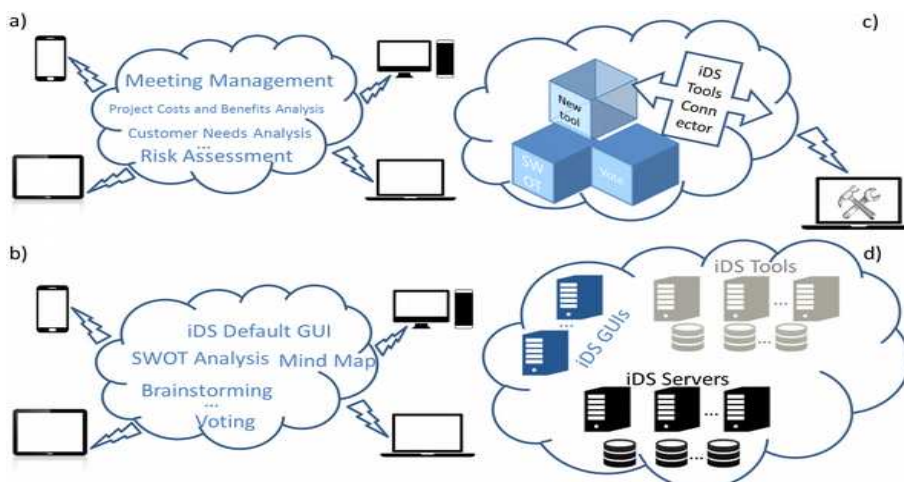 a)
Meeting Management
Project Costs and Benefits Analysis
Customer Needs Analysis
...
Risk Assessment
c)
New
tool
SW
OT
Vote
iDS
Tools
Conn
ector
b)
iDS Default GUI
SWOT Analysis
Mind Map
Brainstorming
...
Voting
d)
iDS Tools
...
...
...
iDS GUIs
iDS Servers
...
...